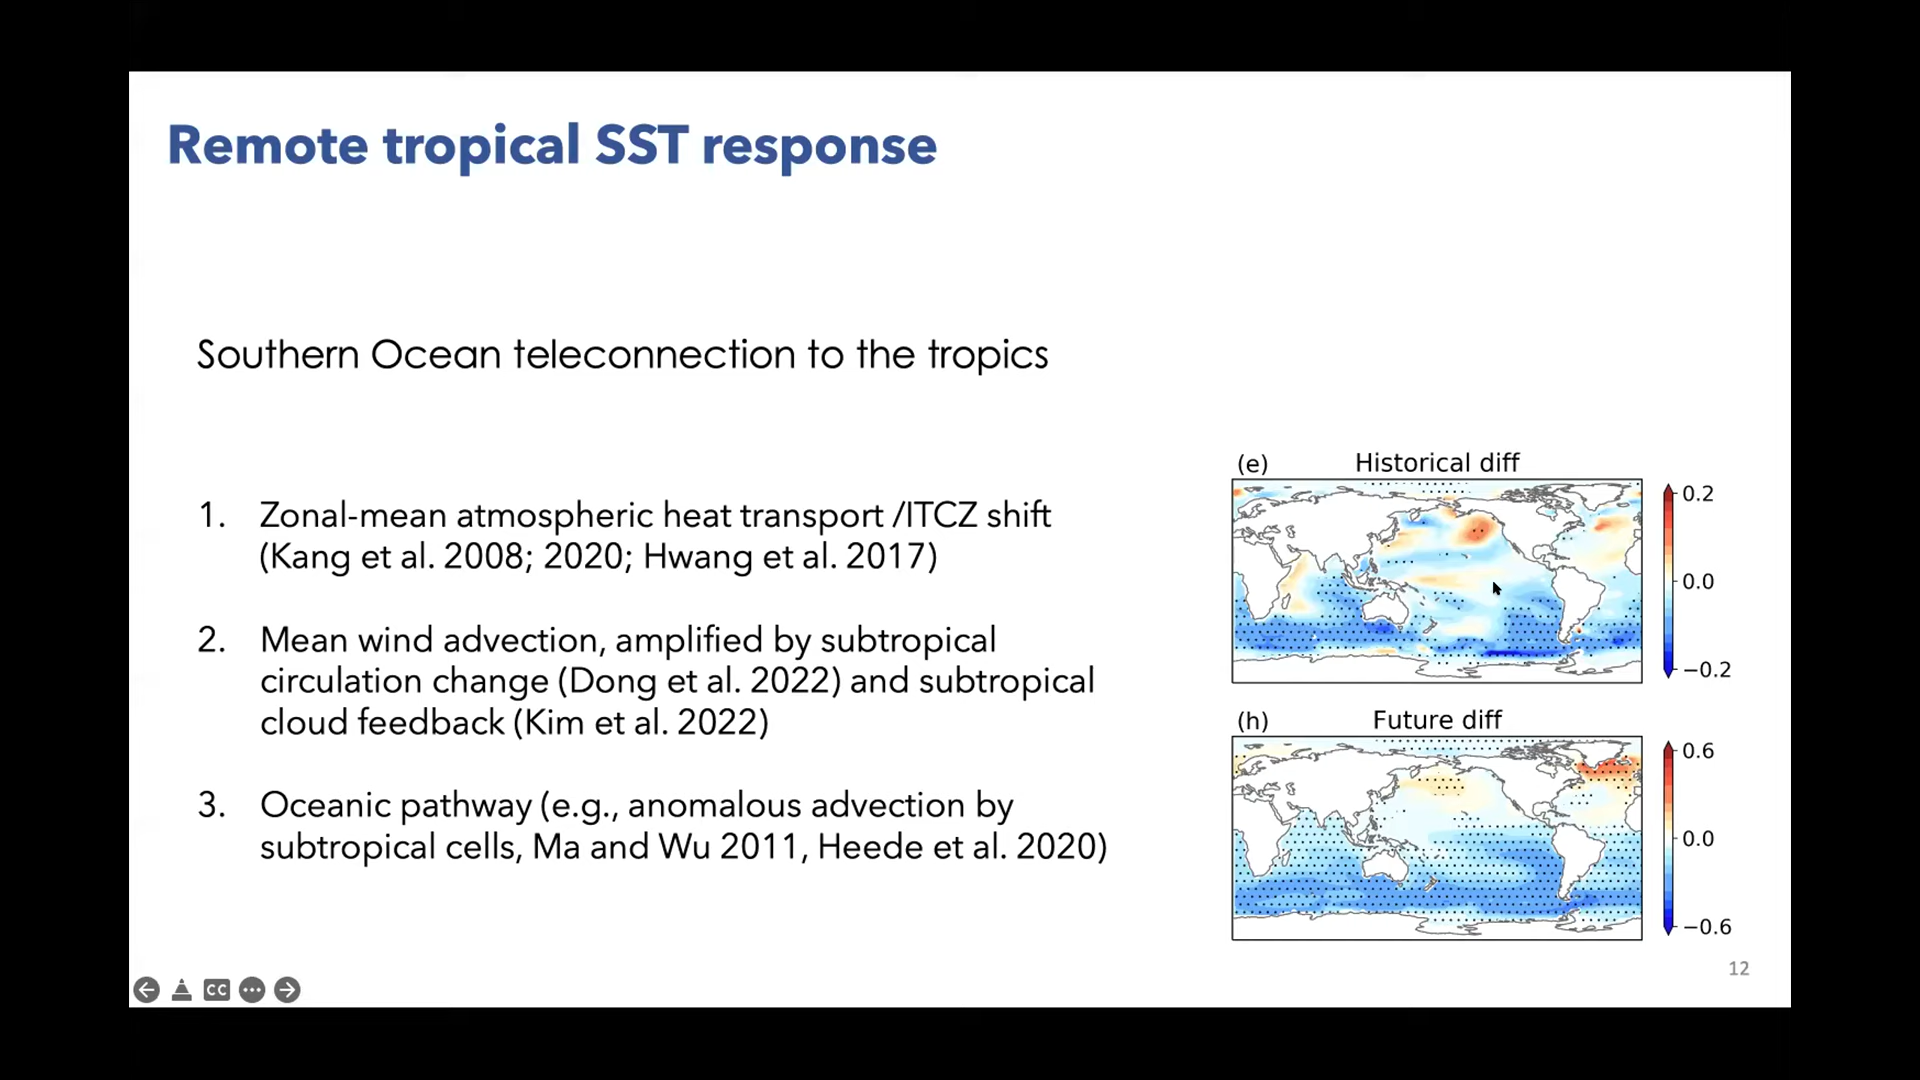 Remote tropical SST response
Southern Ocean teleconnection to the tropics
1. Zonal-mean atmospheric heat transport /ITCZ shift
(Kang et al. 2008; 2020; Hwang et al. 2017)
2. Mean wind advection, amplified by subtropical
circulation change (Dong et al. 2022) and subtropical
cloud feedback (Kim et al. 2022)
3. Oceanic pathway (e.g., anomalous advection by
subtropical cells, Ma and Wu 2011, Heede et al. 2020)
(e) Historical diff
0.2
0.0
−0.2
(h) Future diff
0.6
0.0
−0.6
12
CC